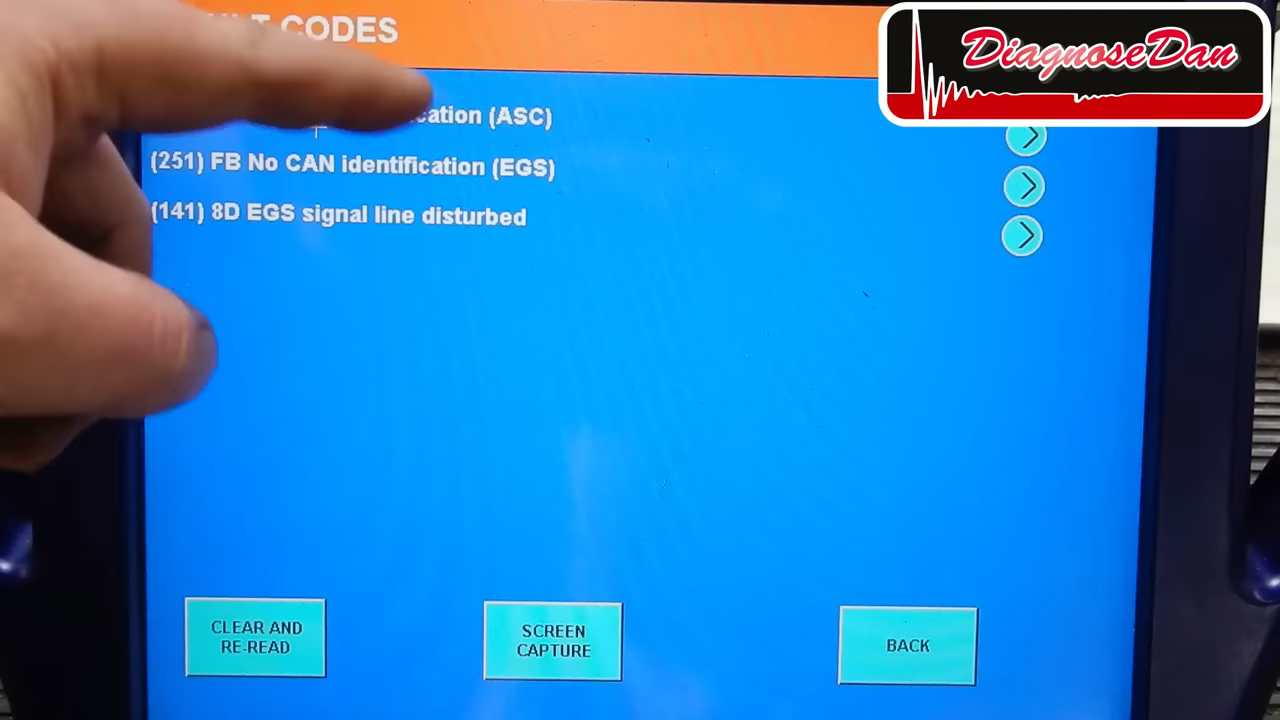 CODES
DiagnoseDan
(ASC)
(251) FB No CAN identification (EGS)
(141) 8D EGS signal line disturbed
CLEAR AND
RE-READ
SCREEN
CAPTURE
BACK